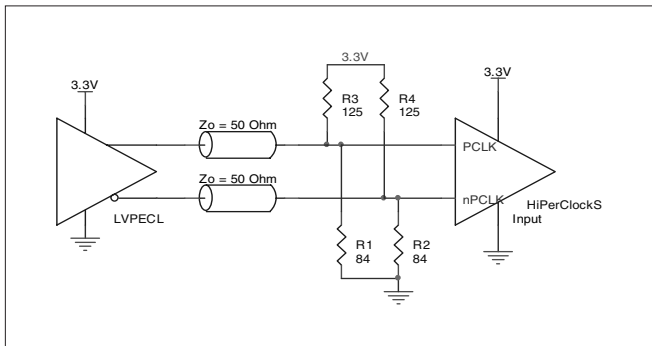 3.3V
3.3V
3.3V
R3
125
R4
125
Zo = 50 Ohm
PCLK
Zo = 50 Ohm
nPCLK
HiPerClockS
Input
LVPECL
R1
84
R2
84